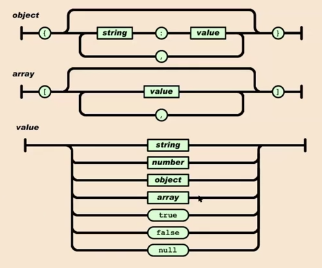 object
{ string : value }
,
array
[ value ]
,
value
string
number
object
array
true
false
null